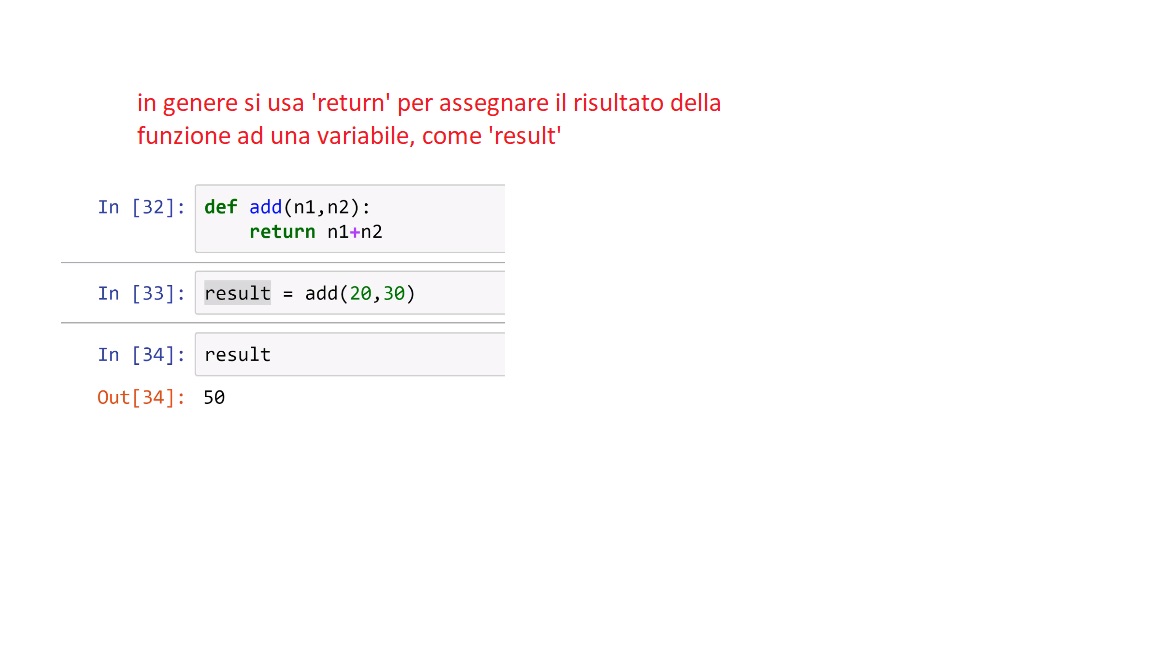 in genere si usa 'return' per assegnare il risultato della
funzione ad una variabile, come 'result'
In [32]: def add(n1,n2):
return n1+n2
In [33]: result = add(20,30)
In [34]: result
Out[34]: 50